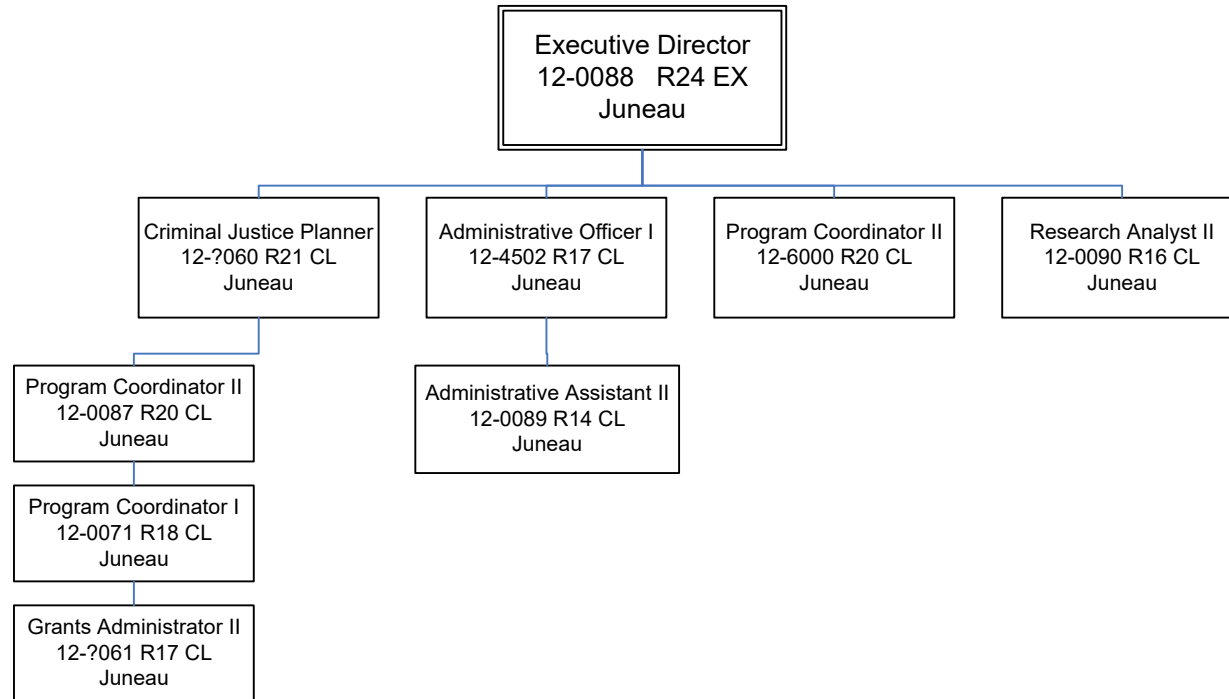 Executive Director
12-0088 R24 EX
Juneau
Criminal Justice Planner
12-?060 R21 CL
Juneau
Administrative Officer I
12-4502 R17 CL
Juneau
Program Coordinator II
12-6000 R20 CL
Juneau
Research Analyst II
12-0090 R16 CL
Juneau
Program Coordinator II
12-0087 R20 CL
Juneau
Administrative Assistant II
12-0089 R14 CL
Juneau
Program Coordinator I
12-0071 R18 CL
Juneau
Grants Administrator II
12-?061 R17 CL
Juneau